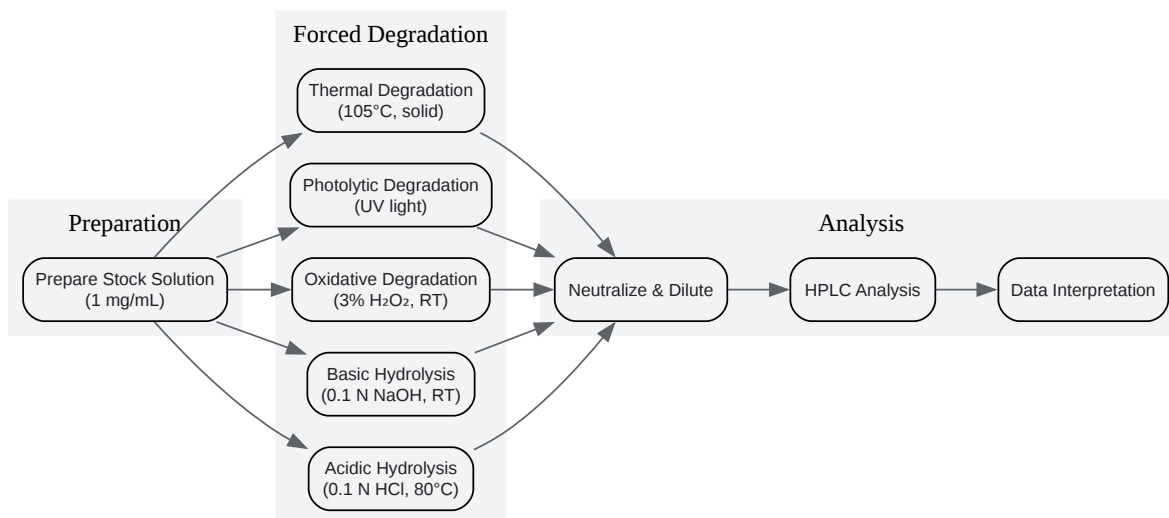 Forced Degradation
Thermal Degradation
(105°C, solid)
Photolytic Degradation
(UV light)
Preparation
Analysis
Prepare Stock Solution
(1 mg/mL)
Oxidative Degradation
(3% H₂O₂, RT)
Neutralize & Dilute
HPLC Analysis
Data Interpretation
Basic Hydrolysis
(0.1 N NaOH, RT)
Acidic Hydrolysis
(0.1 N HCl, 80°C)